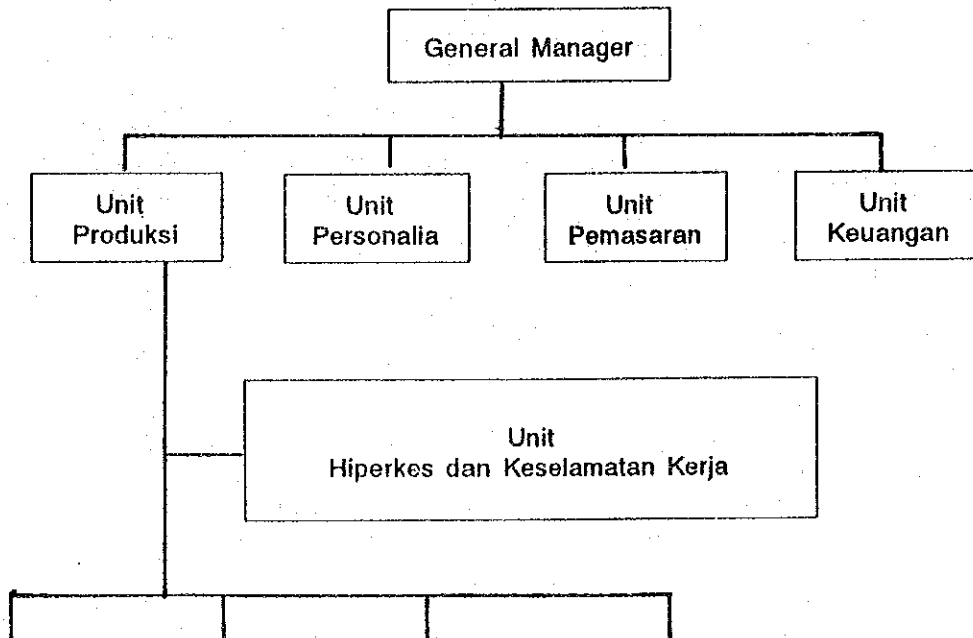 General Manager
Unit
Produksi
Unit
Personalia
Unit
Pemasaran
Unit
Keuangan
Unit
Hiperkes dan Keselamatan Kerja